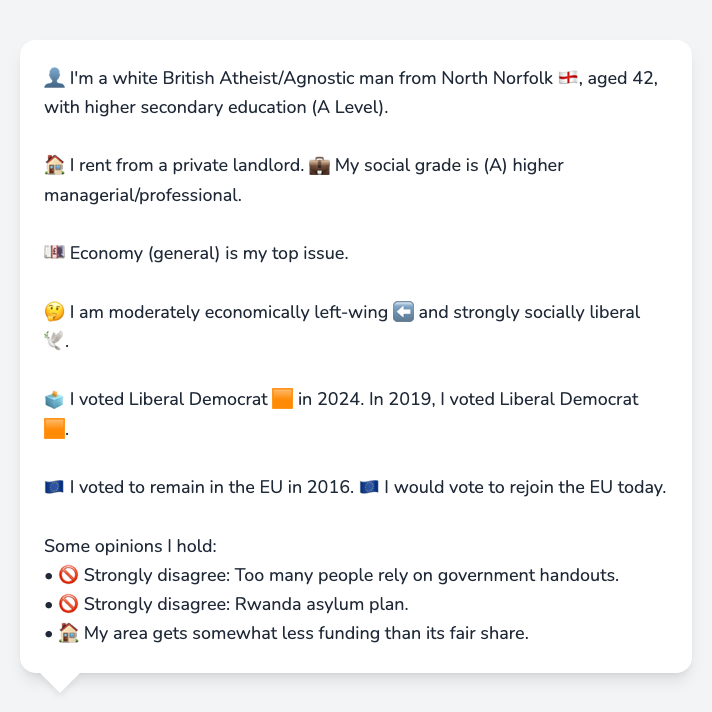 👤 I'm a white British Atheist/Agnostic man from North Norfolk 🏴󠁧󠁢󠁥󠁮󠁧󠁿, aged 42,
with higher secondary education (A Level).
🏠 I rent from a private landlord. 💼 My social grade is (A) higher
managerial/professional.
💷 Economy (general) is my top issue.
🤔 I am moderately economically left-wing ⬅️ and strongly socially liberal
🕊️.
🗳️ I voted Liberal Democrat 🟧 in 2024. In 2019, I voted Liberal Democrat
🟧.
🇪🇺 I voted to remain in the EU in 2016. 🇪🇺 I would vote to rejoin the EU today.
Some opinions I hold:
• 🚫 Strongly disagree: Too many people rely on government handouts.
• 🚫 Strongly disagree: Rwanda asylum plan.
• 🏠 My area gets somewhat less funding than its fair share.